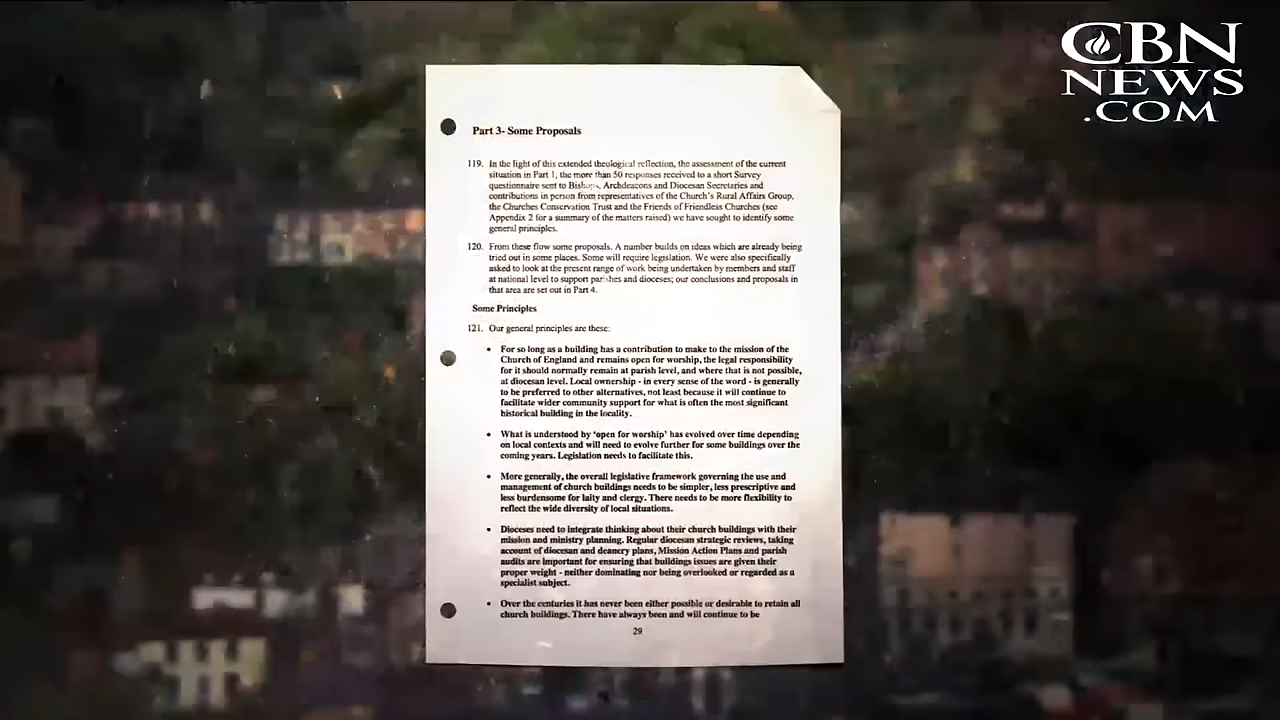 CBN
NEWS
.COM
Part 3- Some Proposals
119. In the light of this extended theological reflection, the assessment of the current
situation in Part 1, the more than 50 responses received to a short Survey
questionnaire sent to Bishops, Archdeacons and Diocesan Secretaries and
contributions in person from representatives of the Church's Rural Affairs Group,
the Churches Conservation Trust and the Friends of Friendless Churches (see
Appendix 2 for a summary of the matters raised) we have sought to identify some
general principles.
120. From these flow some proposals. A number builds on ideas which are already being
tried out in some places. Some will require legislation. We were also specifically
asked to look at the present range of work being undertaken by members and staff
at national level to support parishes and dioceses; our conclusions and proposals in
that area are set out in Part 4.
Some Principles
121. Our general principles are these:
• For so long as a building has a contribution to make to the mission of the
Church of England and remains open for worship, the legal responsibility
for it should normally remain at parish level, and where that is not possible,
at diocesan level. Local ownership - in every sense of the word - is generally
to be preferred to other alternatives, not least because it will continue to
facilitate wider community support for what is often the most significant
historical building in the locality.
• What is understood by 'open for worship' has evolved over time depending
on local contexts and will need to evolve further for some buildings over the
coming years. Legislation needs to facilitate this.
• More generally, the overall legislative framework governing the use and
management of church buildings needs to be simpler, less prescriptive and
less burdensome for laity and clergy. There needs to be more flexibility to
reflect the wide diversity of local situations.
• Dioceses need to integrate thinking about their church buildings with their
mission and ministry planning. Regular diocesan strategic reviews, taking
account of diocesan and deanery plans, Mission Action Plans and parish
audits are important for ensuring that buildings issues are given their
proper weight - neither dominating nor being overlooked or regarded as a
specialist subject.
• Over the centuries it has never been either possible or desirable to retain all
church buildings. There have always been and will continue to be
29